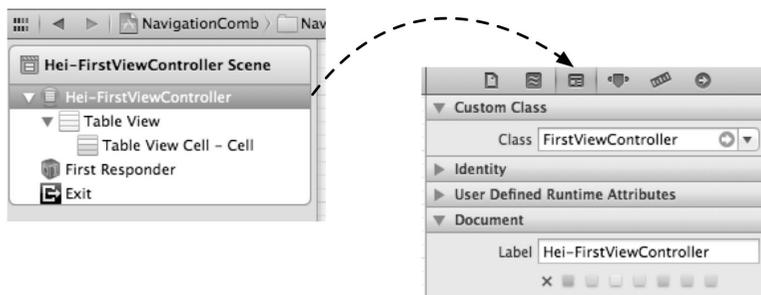 NavigationComb
Nav
Hei-FirstViewController Scene
Hei-FirstViewController
Table View
Table View Cell – Cell
First Responder
Exit
Custom Class
Class FirstViewController
Identity
User Defined Runtime Attributes
Document
Label Hei-FirstViewController